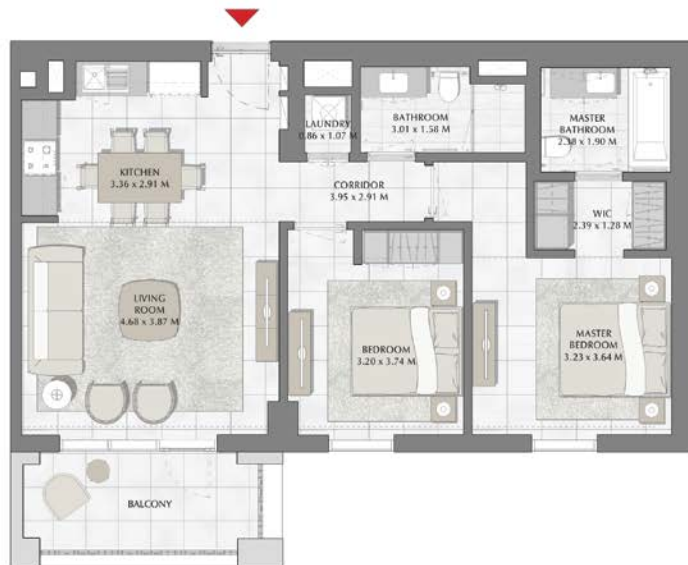 LAUNDRY
0.86 x 1.07 M
BATHROOM
3.01 x 1.58 M
MASTER
BATHROOM
2.38 x 1.90 M
KITCHEN
3.36 x 2.91 M
CORRIDOR
3.95 x 2.91 M
WIC
2.39 x 1.28 M
LIVING
ROOM
4.68 x 3.87 M
BEDROOM
3.20 x 3.74 M
MASTER
BEDROOM
3.23 x 3.64 M
BALCONY